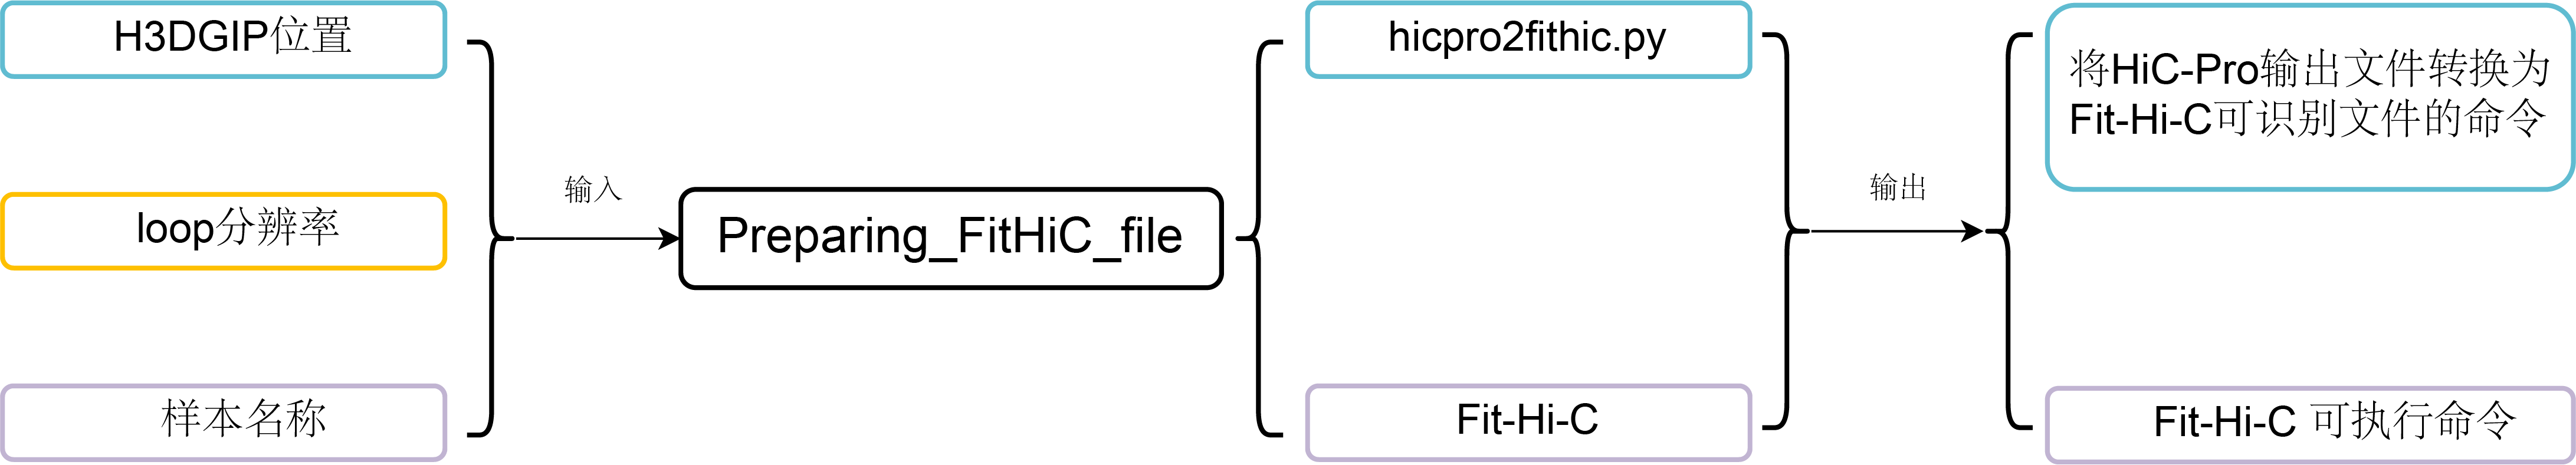 H3DGIP位置
loop分辨率
样本名称
输入
Preparing_FitHiC_file
hicpro2fithic.py
Fit-Hi-C
输出
将HiC-Pro输出文件转换为
Fit-Hi-C可识别文件的命令
Fit-Hi-C 可执行命令